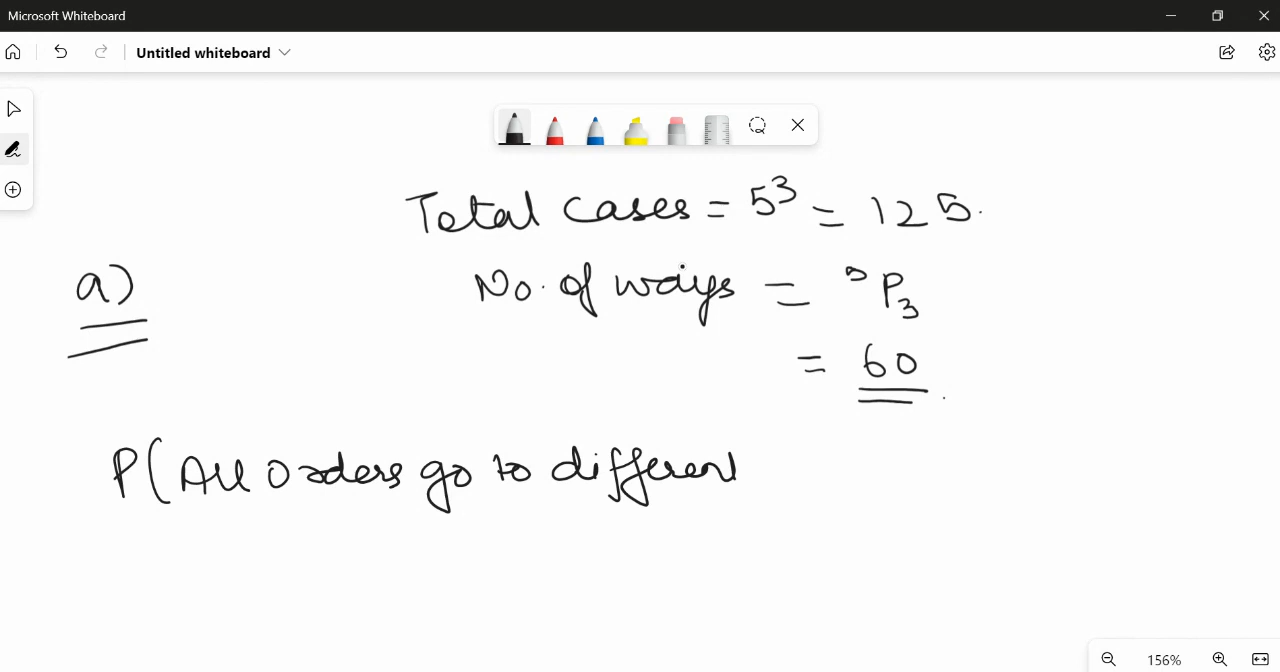 Microsoft Whiteboard
Untitled whiteboard
Total cases = 5³ = 125.
a)
No. of ways = ⁵P₃
= 60
P(All orders go to different
156%